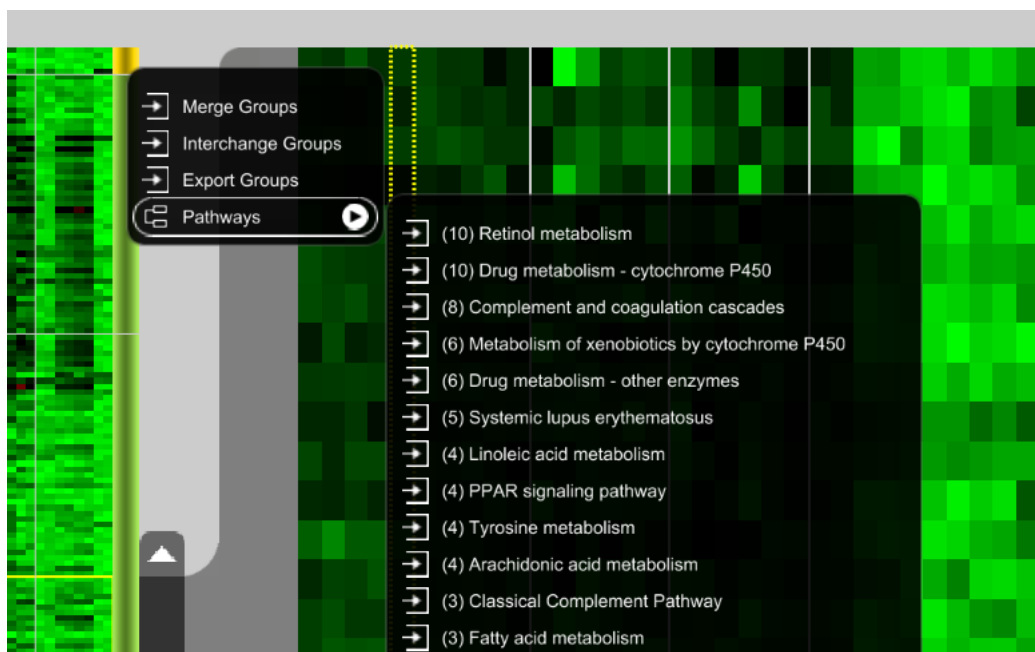 Merge Groups
Interchange Groups
Export Groups
Pathways
(10) Retinol metabolism
(10) Drug metabolism - cytochrome P450
(8) Complement and coagulation cascades
(6) Metabolism of xenobiotics by cytochrome P450
(6) Drug metabolism - other enzymes
(5) Systemic lupus erythematosus
(4) Linoleic acid metabolism
(4) PPAR signaling pathway
(4) Tyrosine metabolism
(4) Arachidonic acid metabolism
(3) Classical Complement Pathway
(3) Fatty acid metabolism